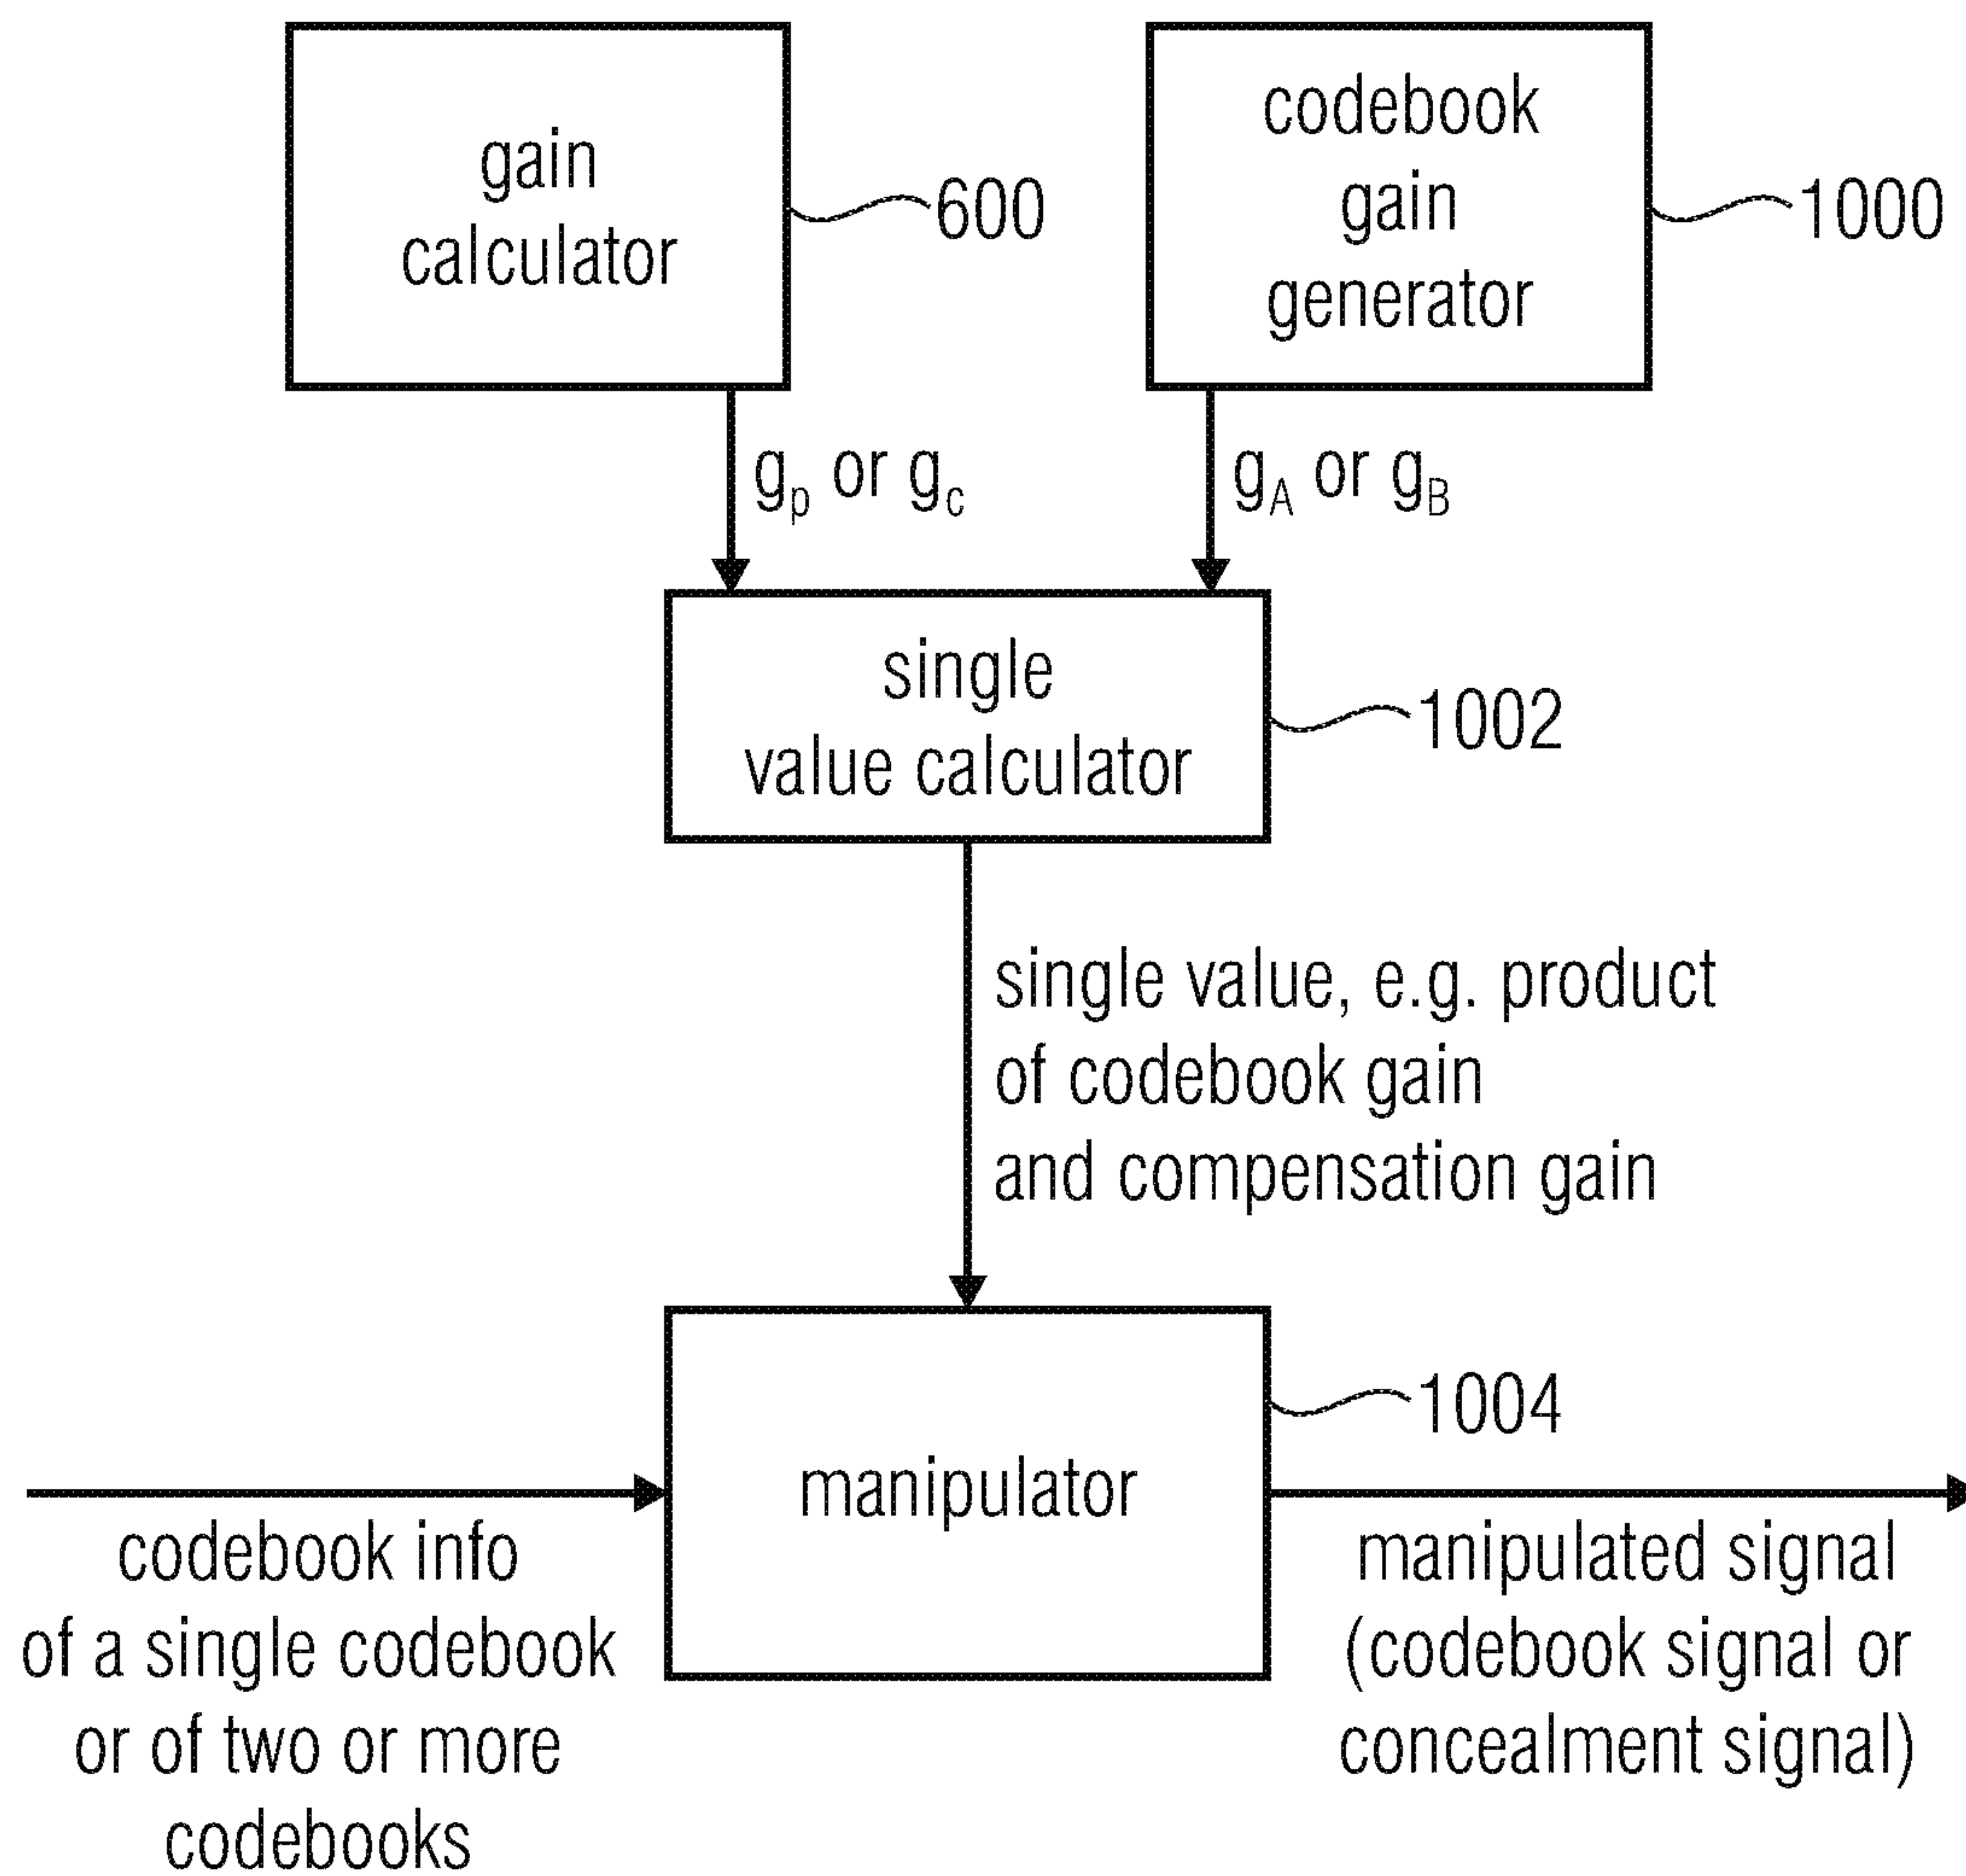 gain
calculator
600
codebook
gain
generator
1000
gp or gc
gA or gB
single
value calculator
1002
single value, e.g. product
of codebook gain
and compensation gain
manipulator
1004
codebook info
of a single codebook
or of two or more
codebooks
manipulated signal
(codebook signal or
concealment signal)